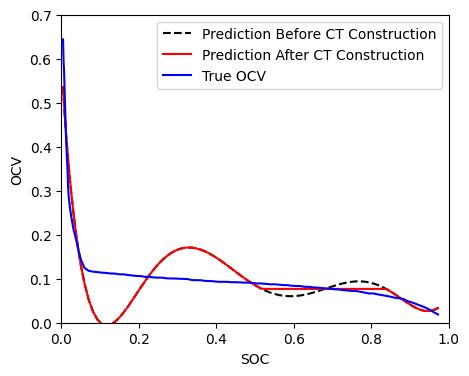 0.7
0.6
0.5
0.4
0.3
0.2
0.1
0.0
OCV
Prediction Before CT Construction
Prediction After CT Construction
True OCV
0.0 0.2 0.4 0.6 0.8 1.0
SOC